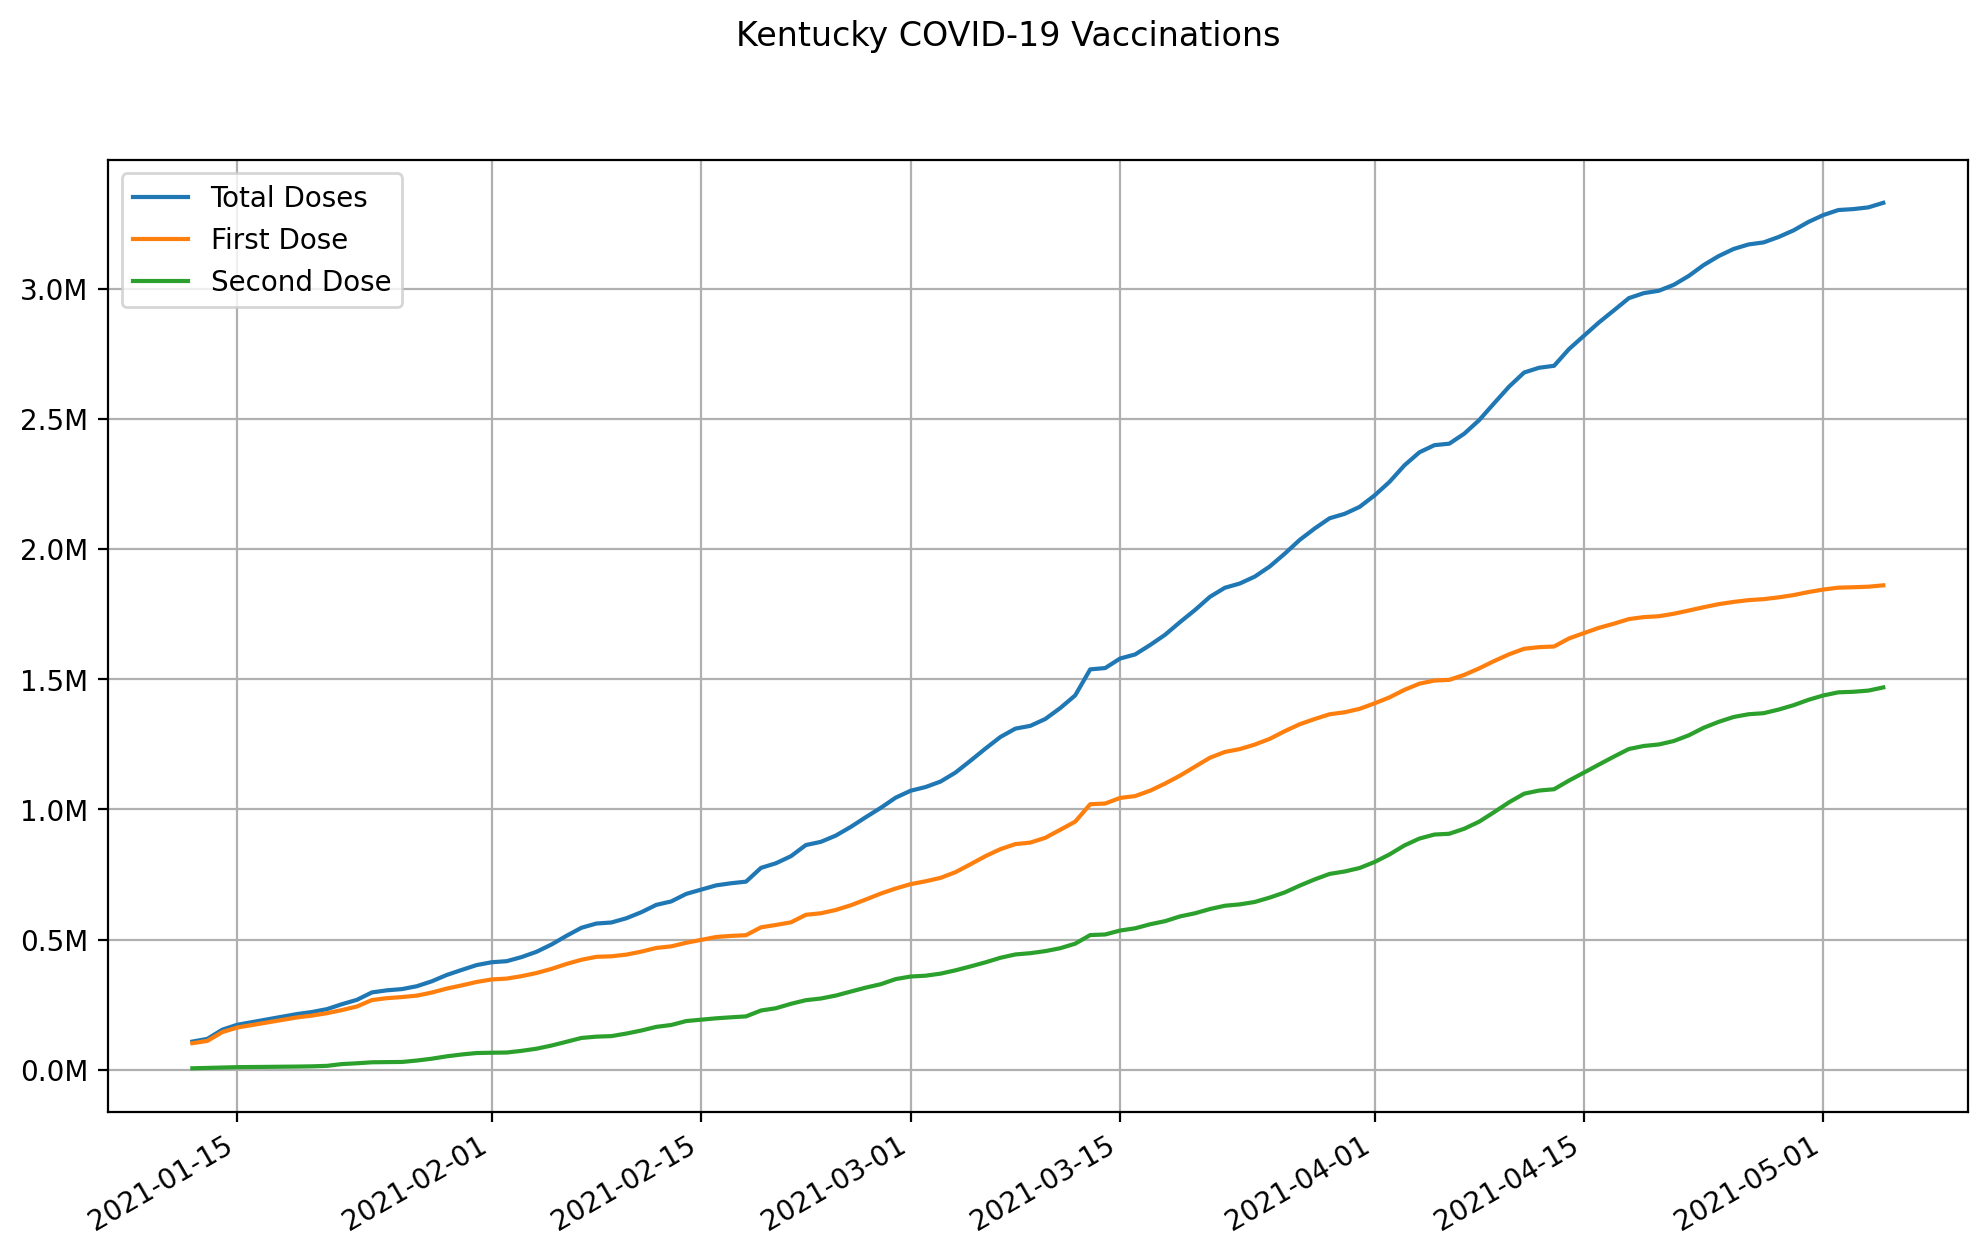 Kentucky COVID-19 Vaccinations
Total Doses
First Dose
Second Dose
3.0M
2.5M
2.0M
1.5M
1.0M
0.5M
0.0M
2021-01-15
2021-02-01
2021-02-15
2021-03-01
2021-03-15
2021-04-01
2021-04-15
2021-05-01